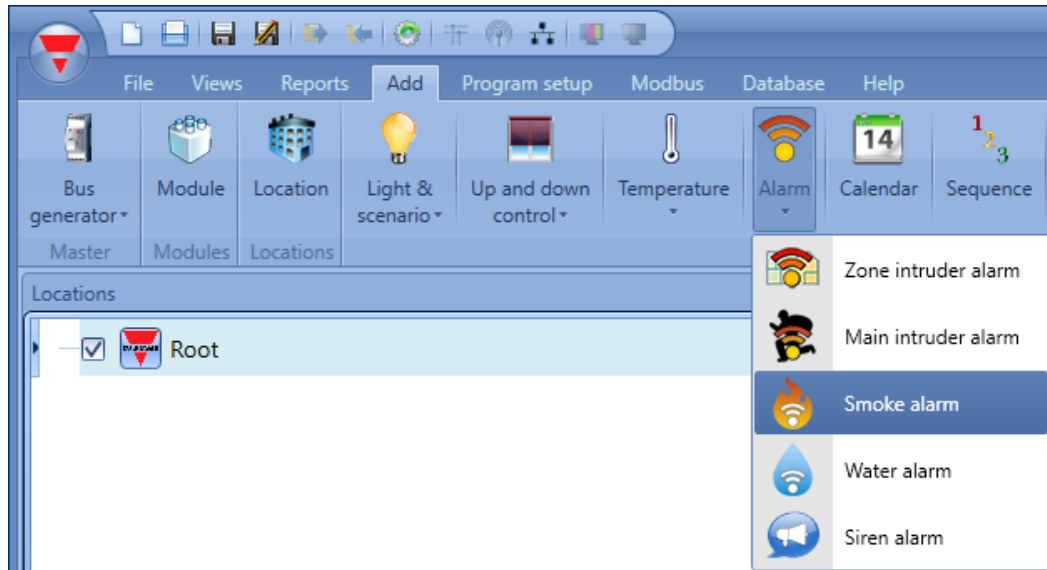 File Views Reports Add Program setup Modbus Database Help
14
1
2
3
Bus Module Location Light & Up and down Temperature Alarm Calendar Sequence
generator scenario control
Master Modules Locations
Zone intruder alarm
Locations
Main intruder alarm
Root
Smoke alarm
Water alarm
Siren alarm